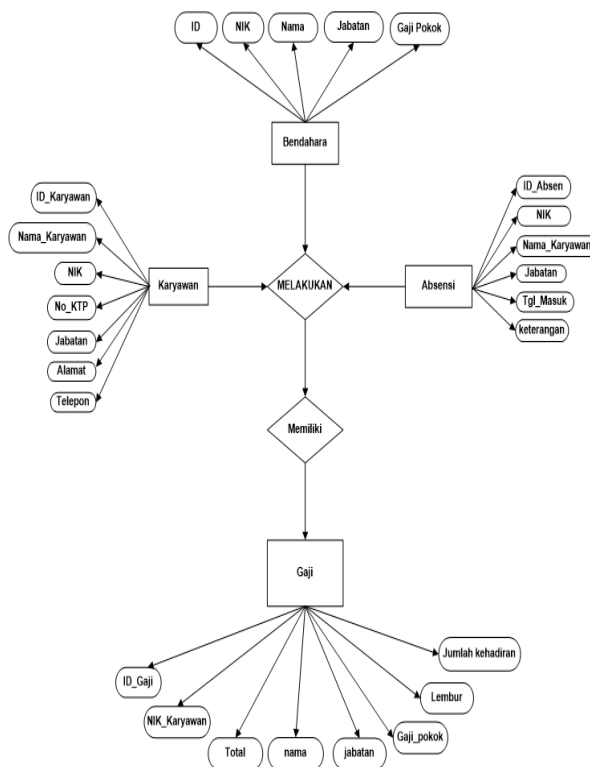 ID
NIK
Nama
Jabatan
Gaji Pokok
Bendahara
ID_Karyawan
Nama_Karyawan
NIK
No_KTP
Jabatan
Alamat
Telepon
Karyawan
MELAKUKAN
Absensi
ID_Absen
NIK
Nama_Karyawan
Jabatan
Tgl_Masuk
keterangan
Memiliki
Gaji
ID_Gaji
NIK_Karyawan
Total
nama
jabatan
Gaji_pokok
Lembur
Jumlah kehadiran